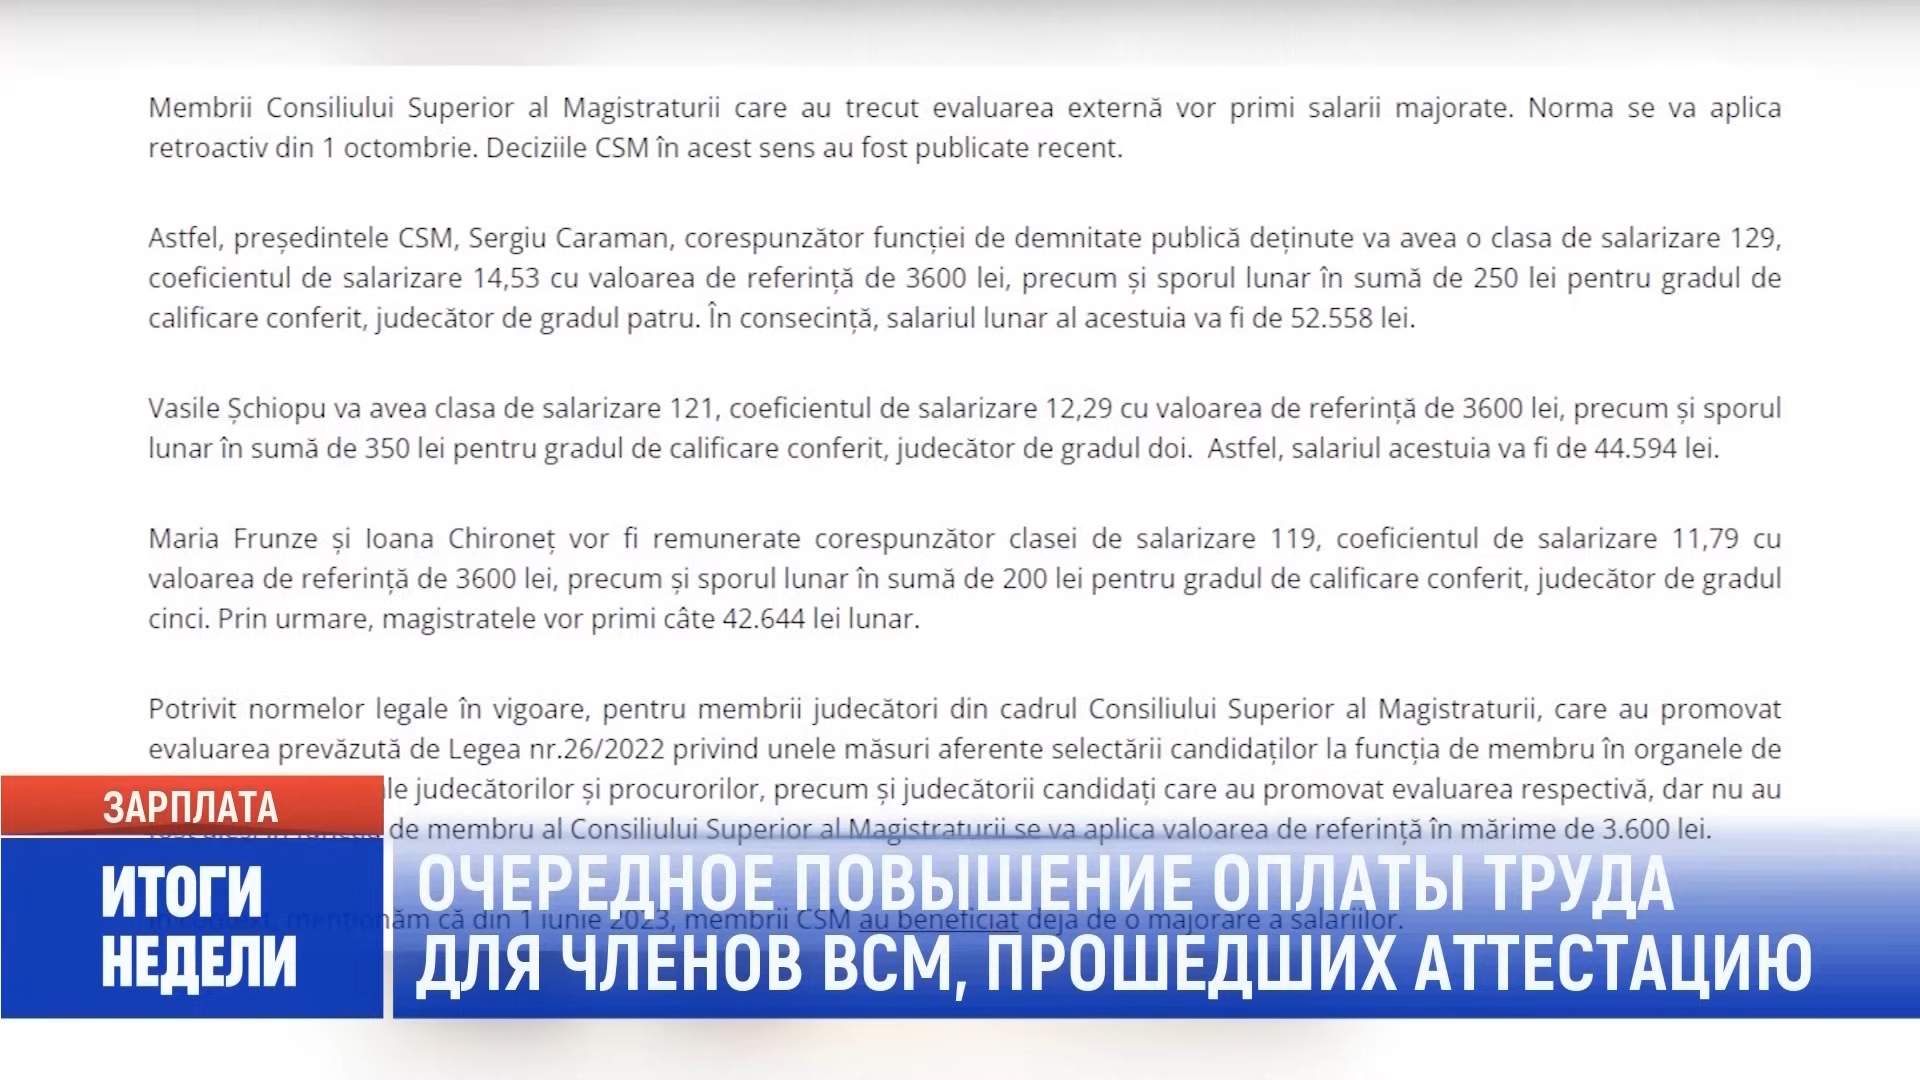 Membrii Consiliului Superior al Magistraturii care au trecut evaluarea externă vor primi salarii majorate. Norma se va aplica
retroactiv din 1 octombrie. Deciziile CSM în acest sens au fost publicate recent.
Astfel, președintele CSM, Sergiu Caraman, corespunzător funcției de demnitate publică deținute va avea o clasa de salarizare 129,
coeficientul de salarizare 14,53 cu valoarea de referință de 3600 lei, precum și sporul lunar în sumă de 250 lei pentru gradul de
calificare conferit, judecător de gradul patru. În consecință, salariul lunar al acestuia va fi de 52.558 lei.
Vasile Șchiopu va avea clasa de salarizare 121, coeficientul de salarizare 12,29 cu valoarea de referință de 3600 lei, precum și sporul
lunar în sumă de 350 lei pentru gradul de calificare conferit, judecător de gradul doi. Astfel, salariul acestuia va fi de 44.594 lei.
Maria Frunze și Ioana Chironeț vor fi remunerate corespunzător clasei de salarizare 119, coeficientul de salarizare 11,79 cu
valoarea de referință de 3600 lei, precum și sporul lunar în sumă de 200 lei pentru gradul de calificare conferit, judecător de gradul
cinci. Prin urmare, magistratele vor primi câte 42.644 lei lunar.
Potrivit normelor legale în vigoare, pentru membrii judecători din cadrul Consiliului Superior al Magistraturii, care au promovat
evaluarea prevăzută de Legea nr.26/2022 privind unele măsuri aferente selectării candidaților la funcția de membru în organele de
judecătorilor și procurorilor, precum și judecătorii candidați care au promovat evaluarea respectivă, dar nu au
de membru al Consiliului Superior al Magistraturii se va aplica valoarea de referință în mărime de 3.600 lei.
că din 1 iunie 2023, membrii CSM au beneficiat deja de o majorare a salariilor.
ЗАРПЛАТА
ИТОГИ
НЕДЕЛИ
ОЧЕРЕДНОЕ ПОВЫШЕНИЕ ОПЛАТЫ ТРУДА
ДЛЯ ЧЛЕНОВ ВСМ, ПРОШЕДШИХ АТТЕСТАЦИЮ